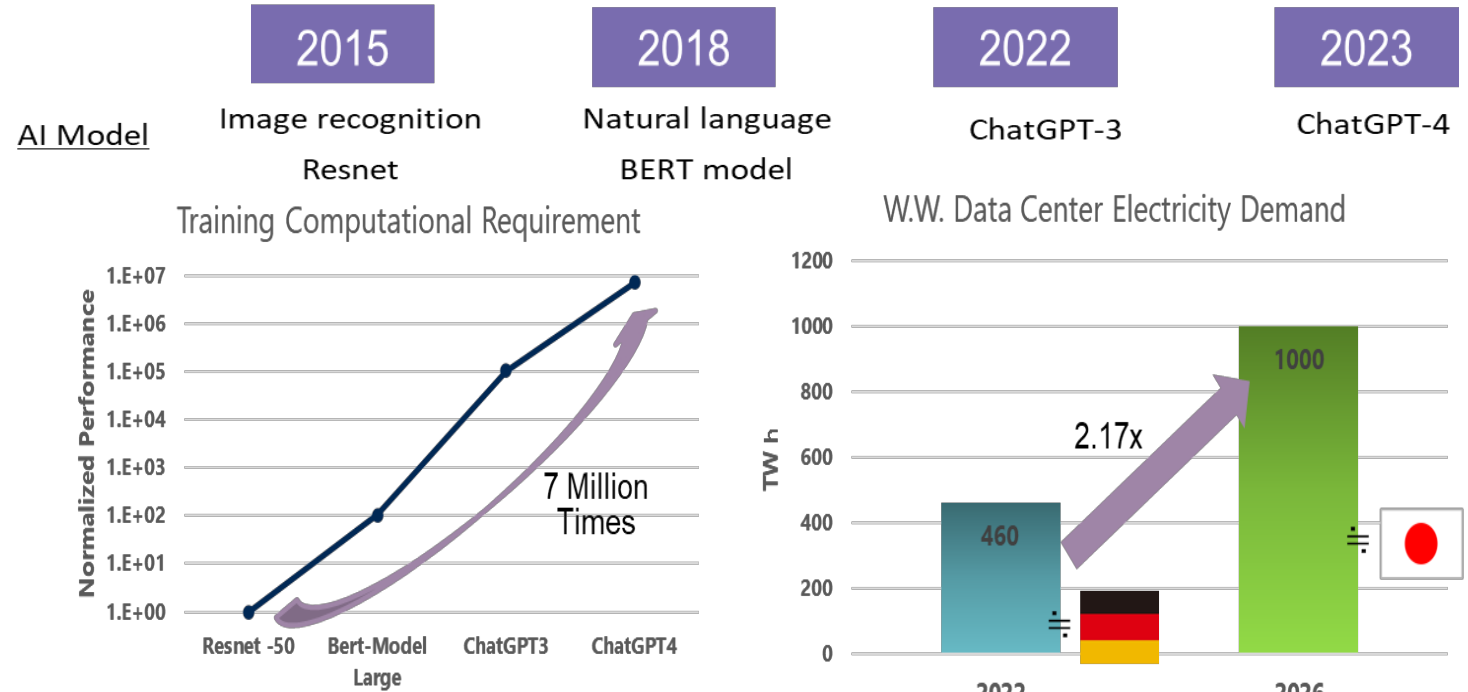 2015
2018
2022
2023
AI Model
Image recognition
Resnet
Natural language
BERT model
ChatGPT-3
ChatGPT-4
Training Computational Requirement
Normalized Performance
1.E+07
1.E+06
1.E+05
1.E+04
1.E+03
1.E+02
1.E+01
1.E+00
7 Million
Times
Resnet -50
Bert-Model
Large
ChatGPT3
ChatGPT4
W.W. Data Center Electricity Demand
TW h
1200
1000
800
600
400
200
0
460
≒
2.17x
1000
≒
2022
2026